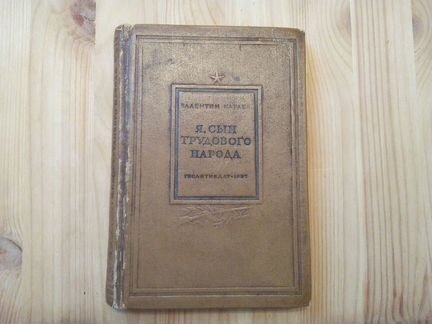 ВАЛЕНТИН КАТАЕВ
Я, СЫН
ТРУДОВОГО
НАРОДА
ГОСЛИТИЗДАТ • 1937